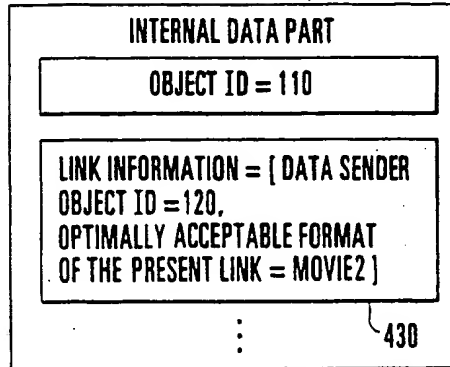 INTERNAL DATA PART
OBJECT ID = 110
LINK INFORMATION = [ DATA SENDER
OBJECT ID =120,
OPTIMALLY ACCEPTABLE FORMAT
OF THE PRESENT LINK = MOVIE2 ]
430